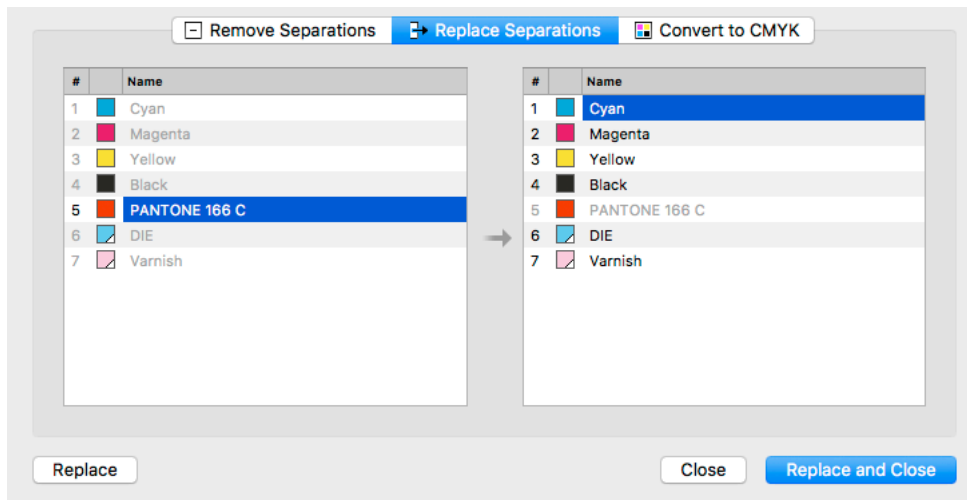 Remove Separations Replace Separations Convert to CMYK
# Name
1 Cyan
2 Magenta
3 Yellow
4 Black
5 PANTONE 166 C
6 DIE
7 Varnish
# Name
1 Cyan
2 Magenta
3 Yellow
4 Black
5 PANTONE 166 C
6 DIE
7 Varnish
Replace Close Replace and Close